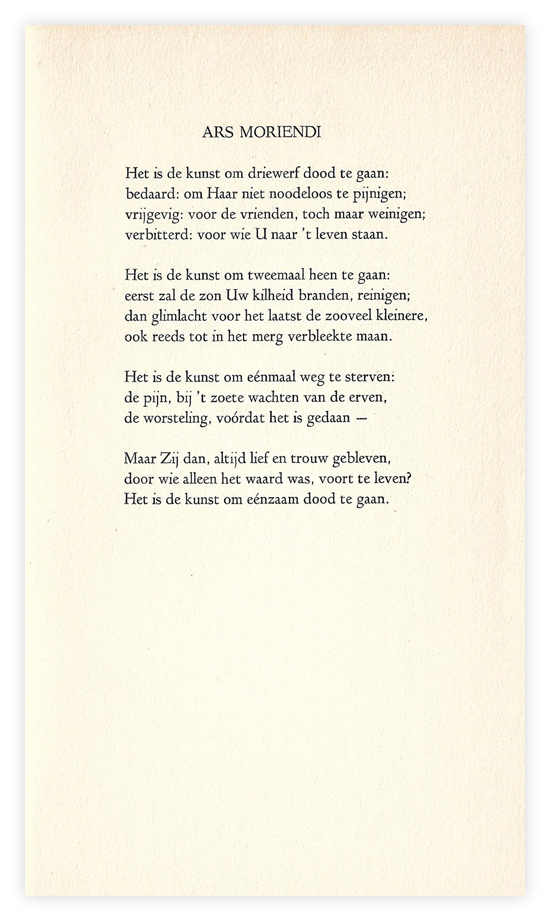 ARS MORIENDI
Het is de kunst om driewerf dood te gaan:
bedaard: om Haar niet noodeloos te pijnigen;
vrijgevig: voor de vrienden, toch maar weinigen;
verbitterd: voor wie U naar 't leven staan.
Het is de kunst om tweemaal heen te gaan:
eerst zal de zon Uw kilheid branden, reinigen;
dan glimlacht voor het laatst de zooveel kleinere,
ook reeds tot in het merg verbleekte maan.
Het is de kunst om eénmaal weg te sterven:
de pijn, bij 't zoete wachten van de erven,
de worsteling, voórdat het is gedaan —
Maar Zij dan, altijd lief en trouw gebleven,
door wie alleen het waard was, voort te leven?
Het is de kunst om eénzaam dood te gaan.